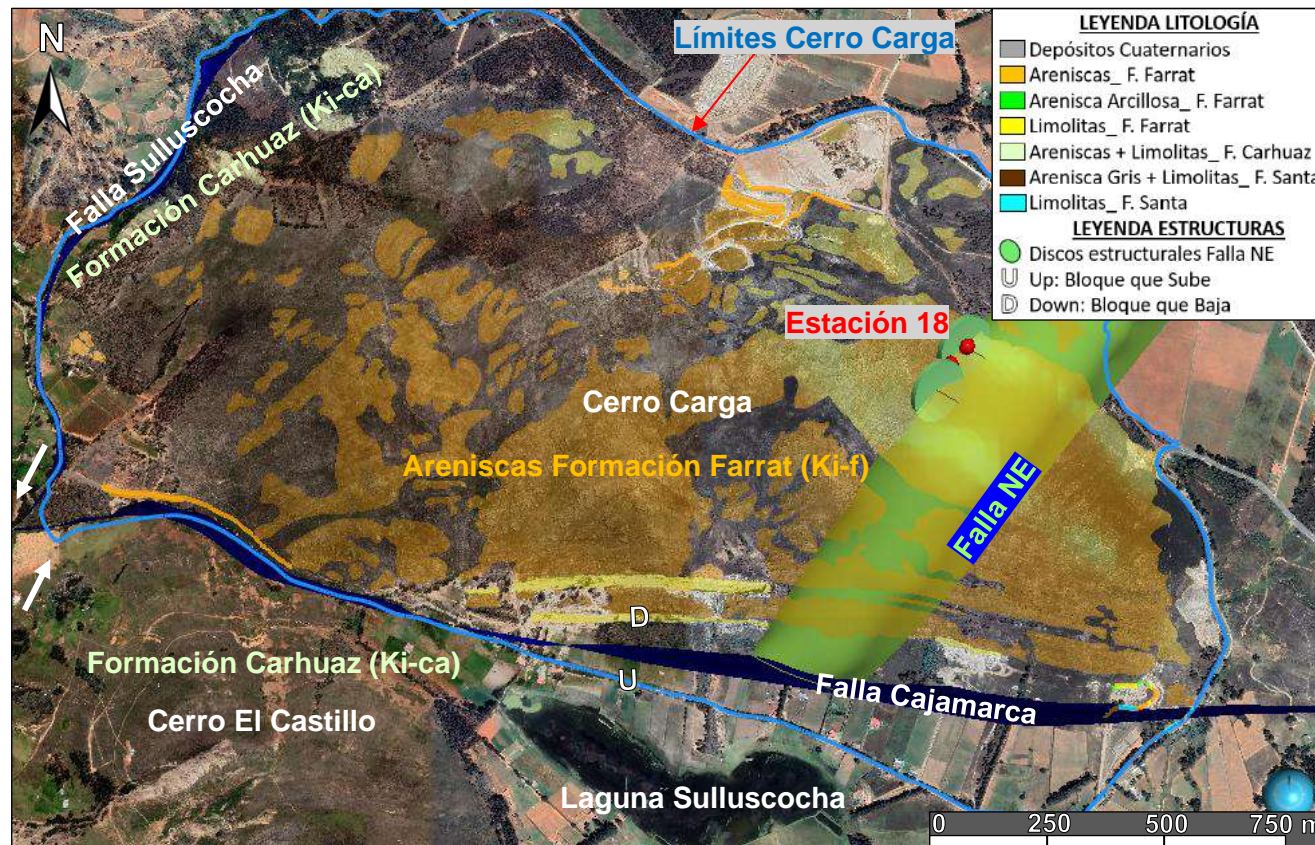 N
Límites Cerro Carga
LEYENDA LITOLOGÍA
Depósitos Cuaternarios
Areniscas_ F. Farrat
Arenisca Arcillosa_ F. Farrat
Limolitas_ F. Farrat
Areniscas + Limolitas_ F. Carhuaz
Arenisca Gris + Limolitas_ F. Santa
Limolitas_ F. Santa
LEYENDA ESTRUCTURAS
Discos estructurales Falla NE
U Up: Bloque que Sube
D Down: Bloque que Baja
Falla Sulluscocha
Formación Carhuaz (Ki-ca)
Estación 18
Cerro Carga
Areniscas Formación Farrat (Ki-f)
Falla NE
D
U
Falla Cajamarca
Formación Carhuaz (Ki-ca)
Cerro El Castillo
Laguna Sulluscocha
0 250 500 750 m